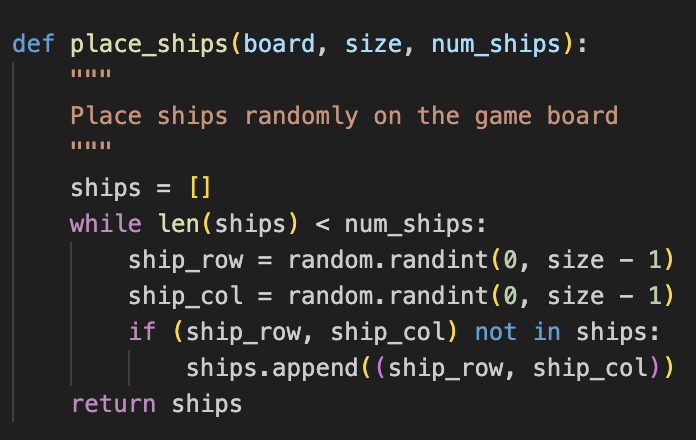 def place_ships(board, size, num_ships):
    """
    Place ships randomly on the game board
    """
    ships = []
    while len(ships) < num_ships:
        ship_row = random.randint(0, size - 1)
        ship_col = random.randint(0, size - 1)
        if (ship_row, ship_col) not in ships:
            ships.append((ship_row, ship_col))
    return ships